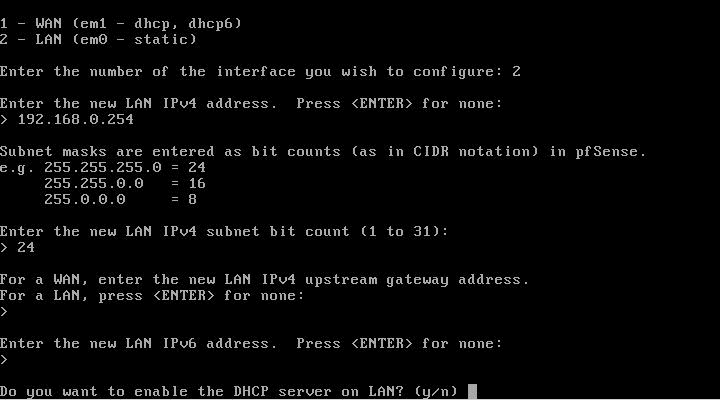 1 - WAN (em1 - dhcp, dhcp6)
2 - LAN (em0 - static)
Enter the number of the interface you wish to configure: 2
Enter the new LAN IPv4 address.  Press <ENTER> for none:
> 192.168.0.254
Subnet masks are entered as bit counts (as in CIDR notation) in pfSense.
e.g. 255.255.255.0 = 24
     255.255.0.0   = 16
     255.0.0.0     = 8
Enter the new LAN IPv4 subnet bit count (1 to 31):
> 24
For a WAN, enter the new LAN IPv4 upstream gateway address.
For a LAN, press <ENTER> for none:
>
Enter the new LAN IPv6 address.  Press <ENTER> for none:
>
Do you want to enable the DHCP server on LAN? (y/n)